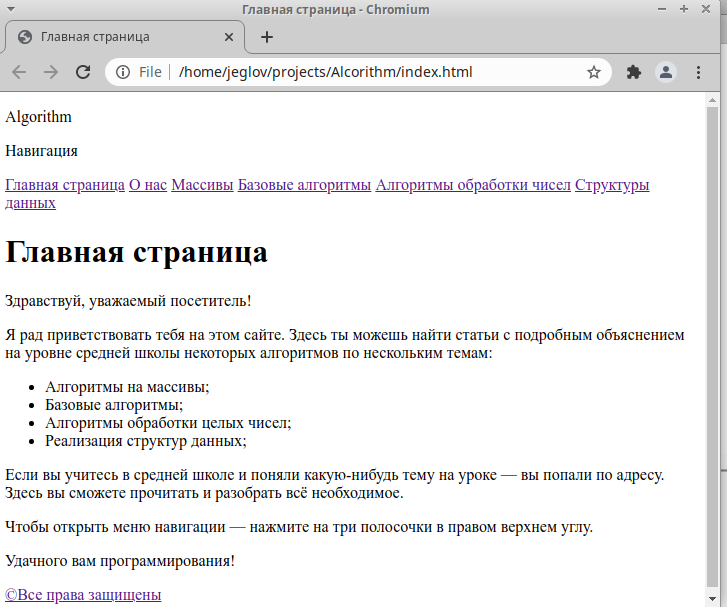 Главная страница - Chromium
Главная страница
File
/home/jeglov/projects/Alcorithm/index.html
Algorithm
Навигация
Главная страница О нас Массивы Базовые алгоритмы Алгоритмы обработки чисел Структуры
данных
Главная страница
Здравствуй, уважаемый посетитель!
Я рад приветствовать тебя на этом сайте. Здесь ты можешь найти статьи с подробным объяснением
на уровне средней школы некоторых алгоритмов по нескольким темам:
Алгоритмы на массивы;
Базовые алгоритмы;
Алгоритмы обработки целых чисел;
Реализация структур данных;
Если вы учитесь в средней школе и поняли какую-нибудь тему на уроке — вы попали по адресу.
Здесь вы сможете прочитать и разобрать всё необходимое.
Чтобы открыть меню навигации — нажмите на три полосочки в правом верхнем углу.
Удачного вам программирования!
©Все права защищены